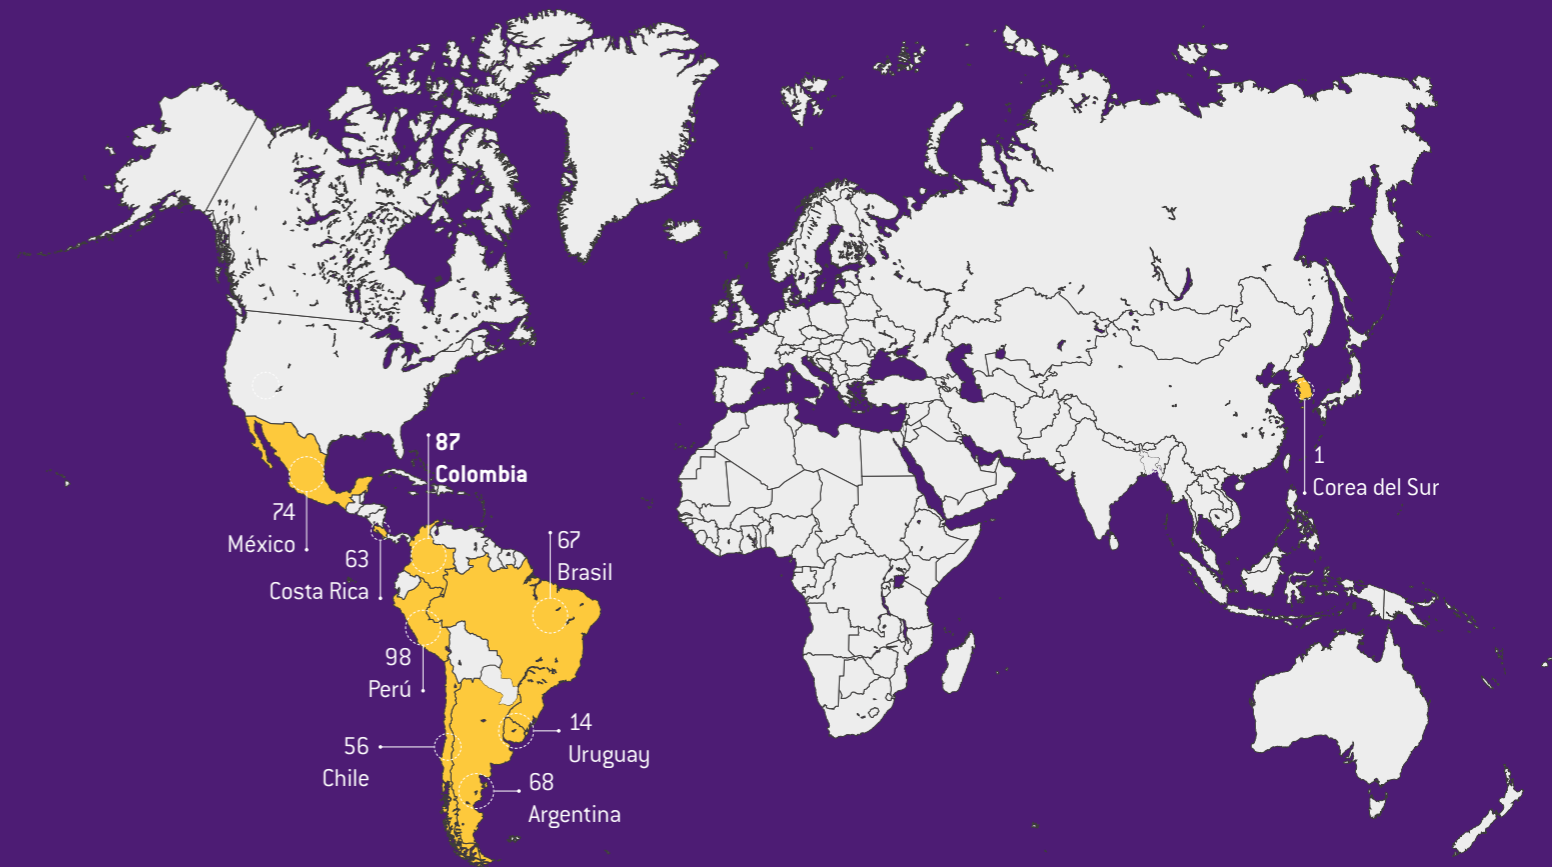 87
Colombia
1
Corea del Sur
74
México
67
Brasil
63
Costa Rica
98
Perú
14
Uruguay
56
Chile
68
Argentina